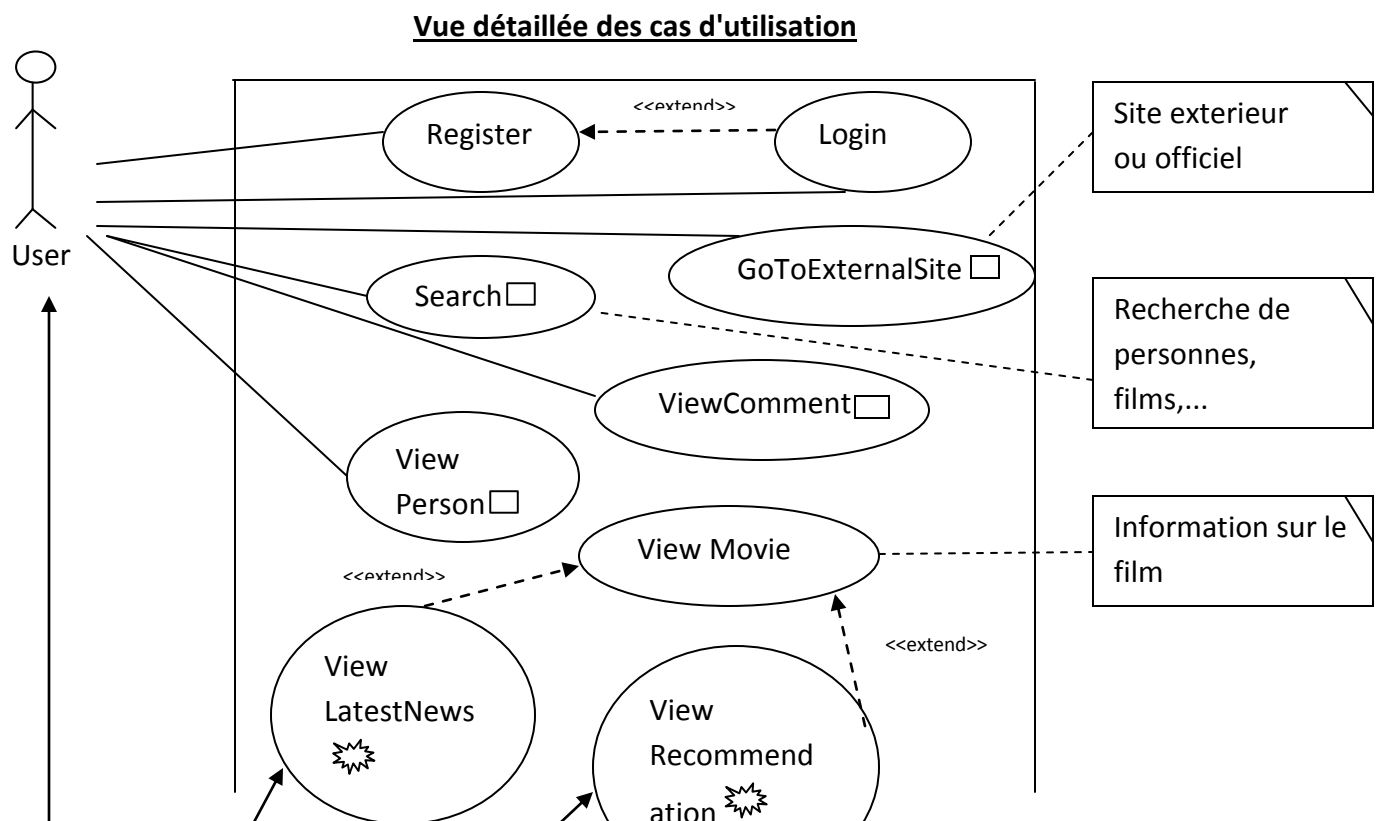 Vue détaillée des cas d'utilisation
<<extend>>
Register
Login
Site exterieur
ou officiel
User
GoToExternalSite
Search
Recherche de
personnes,
films,...
ViewComment
View
Person
View Movie
Information sur le
film
<<extend>>
<<extend>>
View
LatestNews
View
Recommend
ation